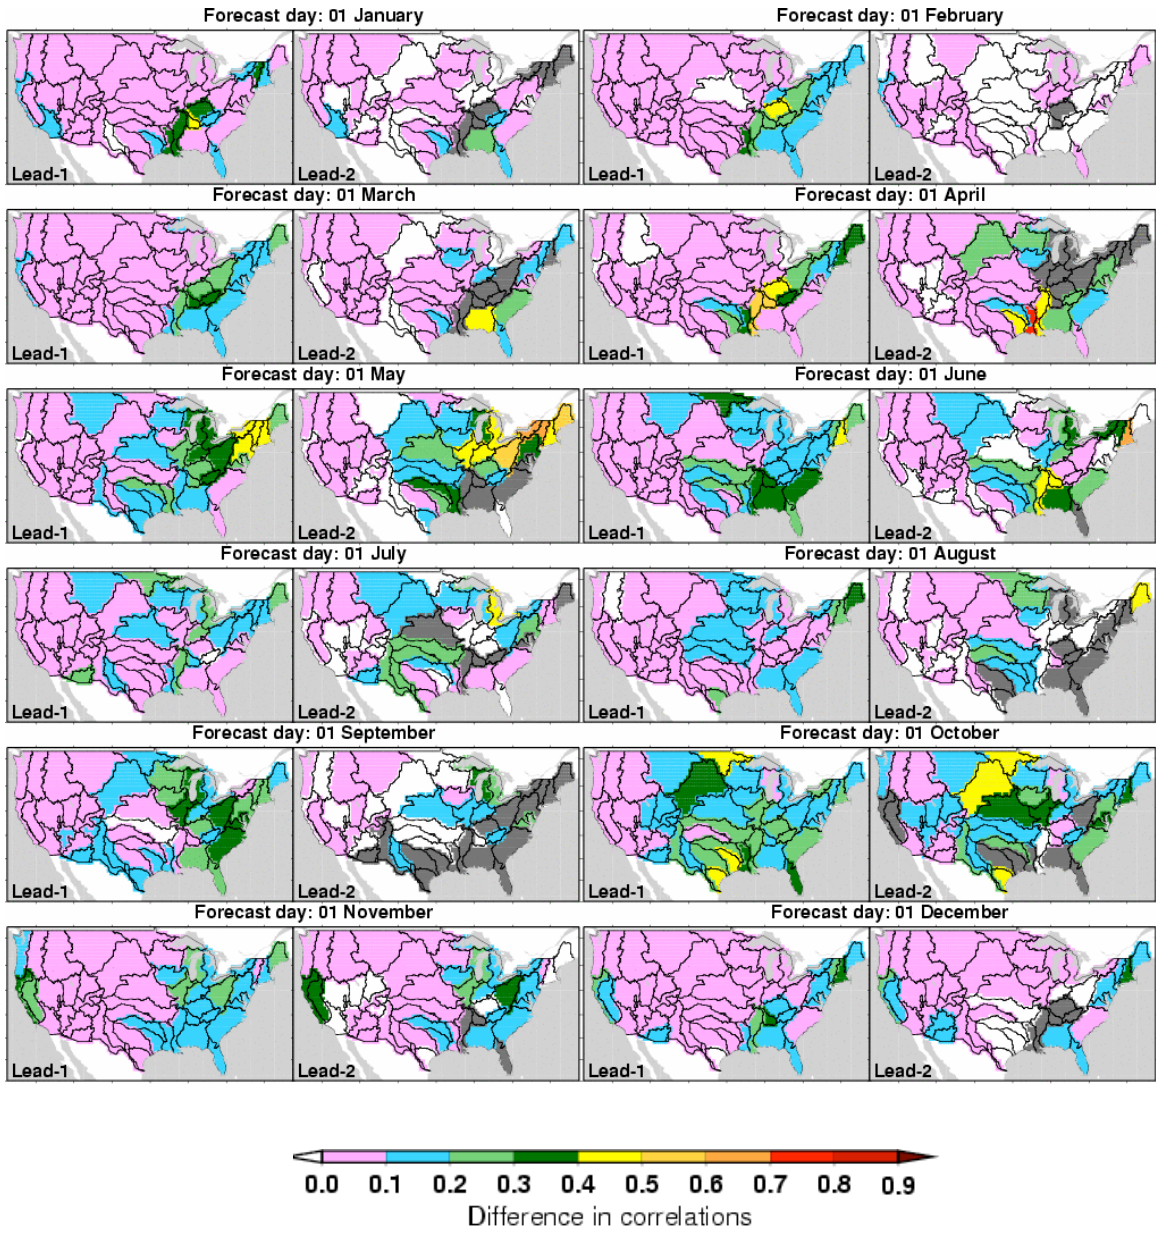 Forecast day: 01 January
Forecast day: 01 February
Lead-1
Lead-2
Lead-1
Lead-2
Forecast day: 01 March
Forecast day: 01 April
Lead-1
Lead-2
Lead-1
Lead-2
Forecast day: 01 May
Forecast day: 01 June
Lead-1
Lead-2
Lead-1
Lead-2
Forecast day: 01 July
Forecast day: 01 August
Lead-1
Lead-2
Lead-1
Lead-2
Forecast day: 01 September
Forecast day: 01 October
Lead-1
Lead-2
Lead-1
Lead-2
Forecast day: 01 November
Forecast day: 01 December
Lead-1
Lead-2
Lead-1
Lead-2
0.0 0.1 0.2 0.3 0.4 0.5 0.6 0.7 0.8 0.9
Difference in correlations